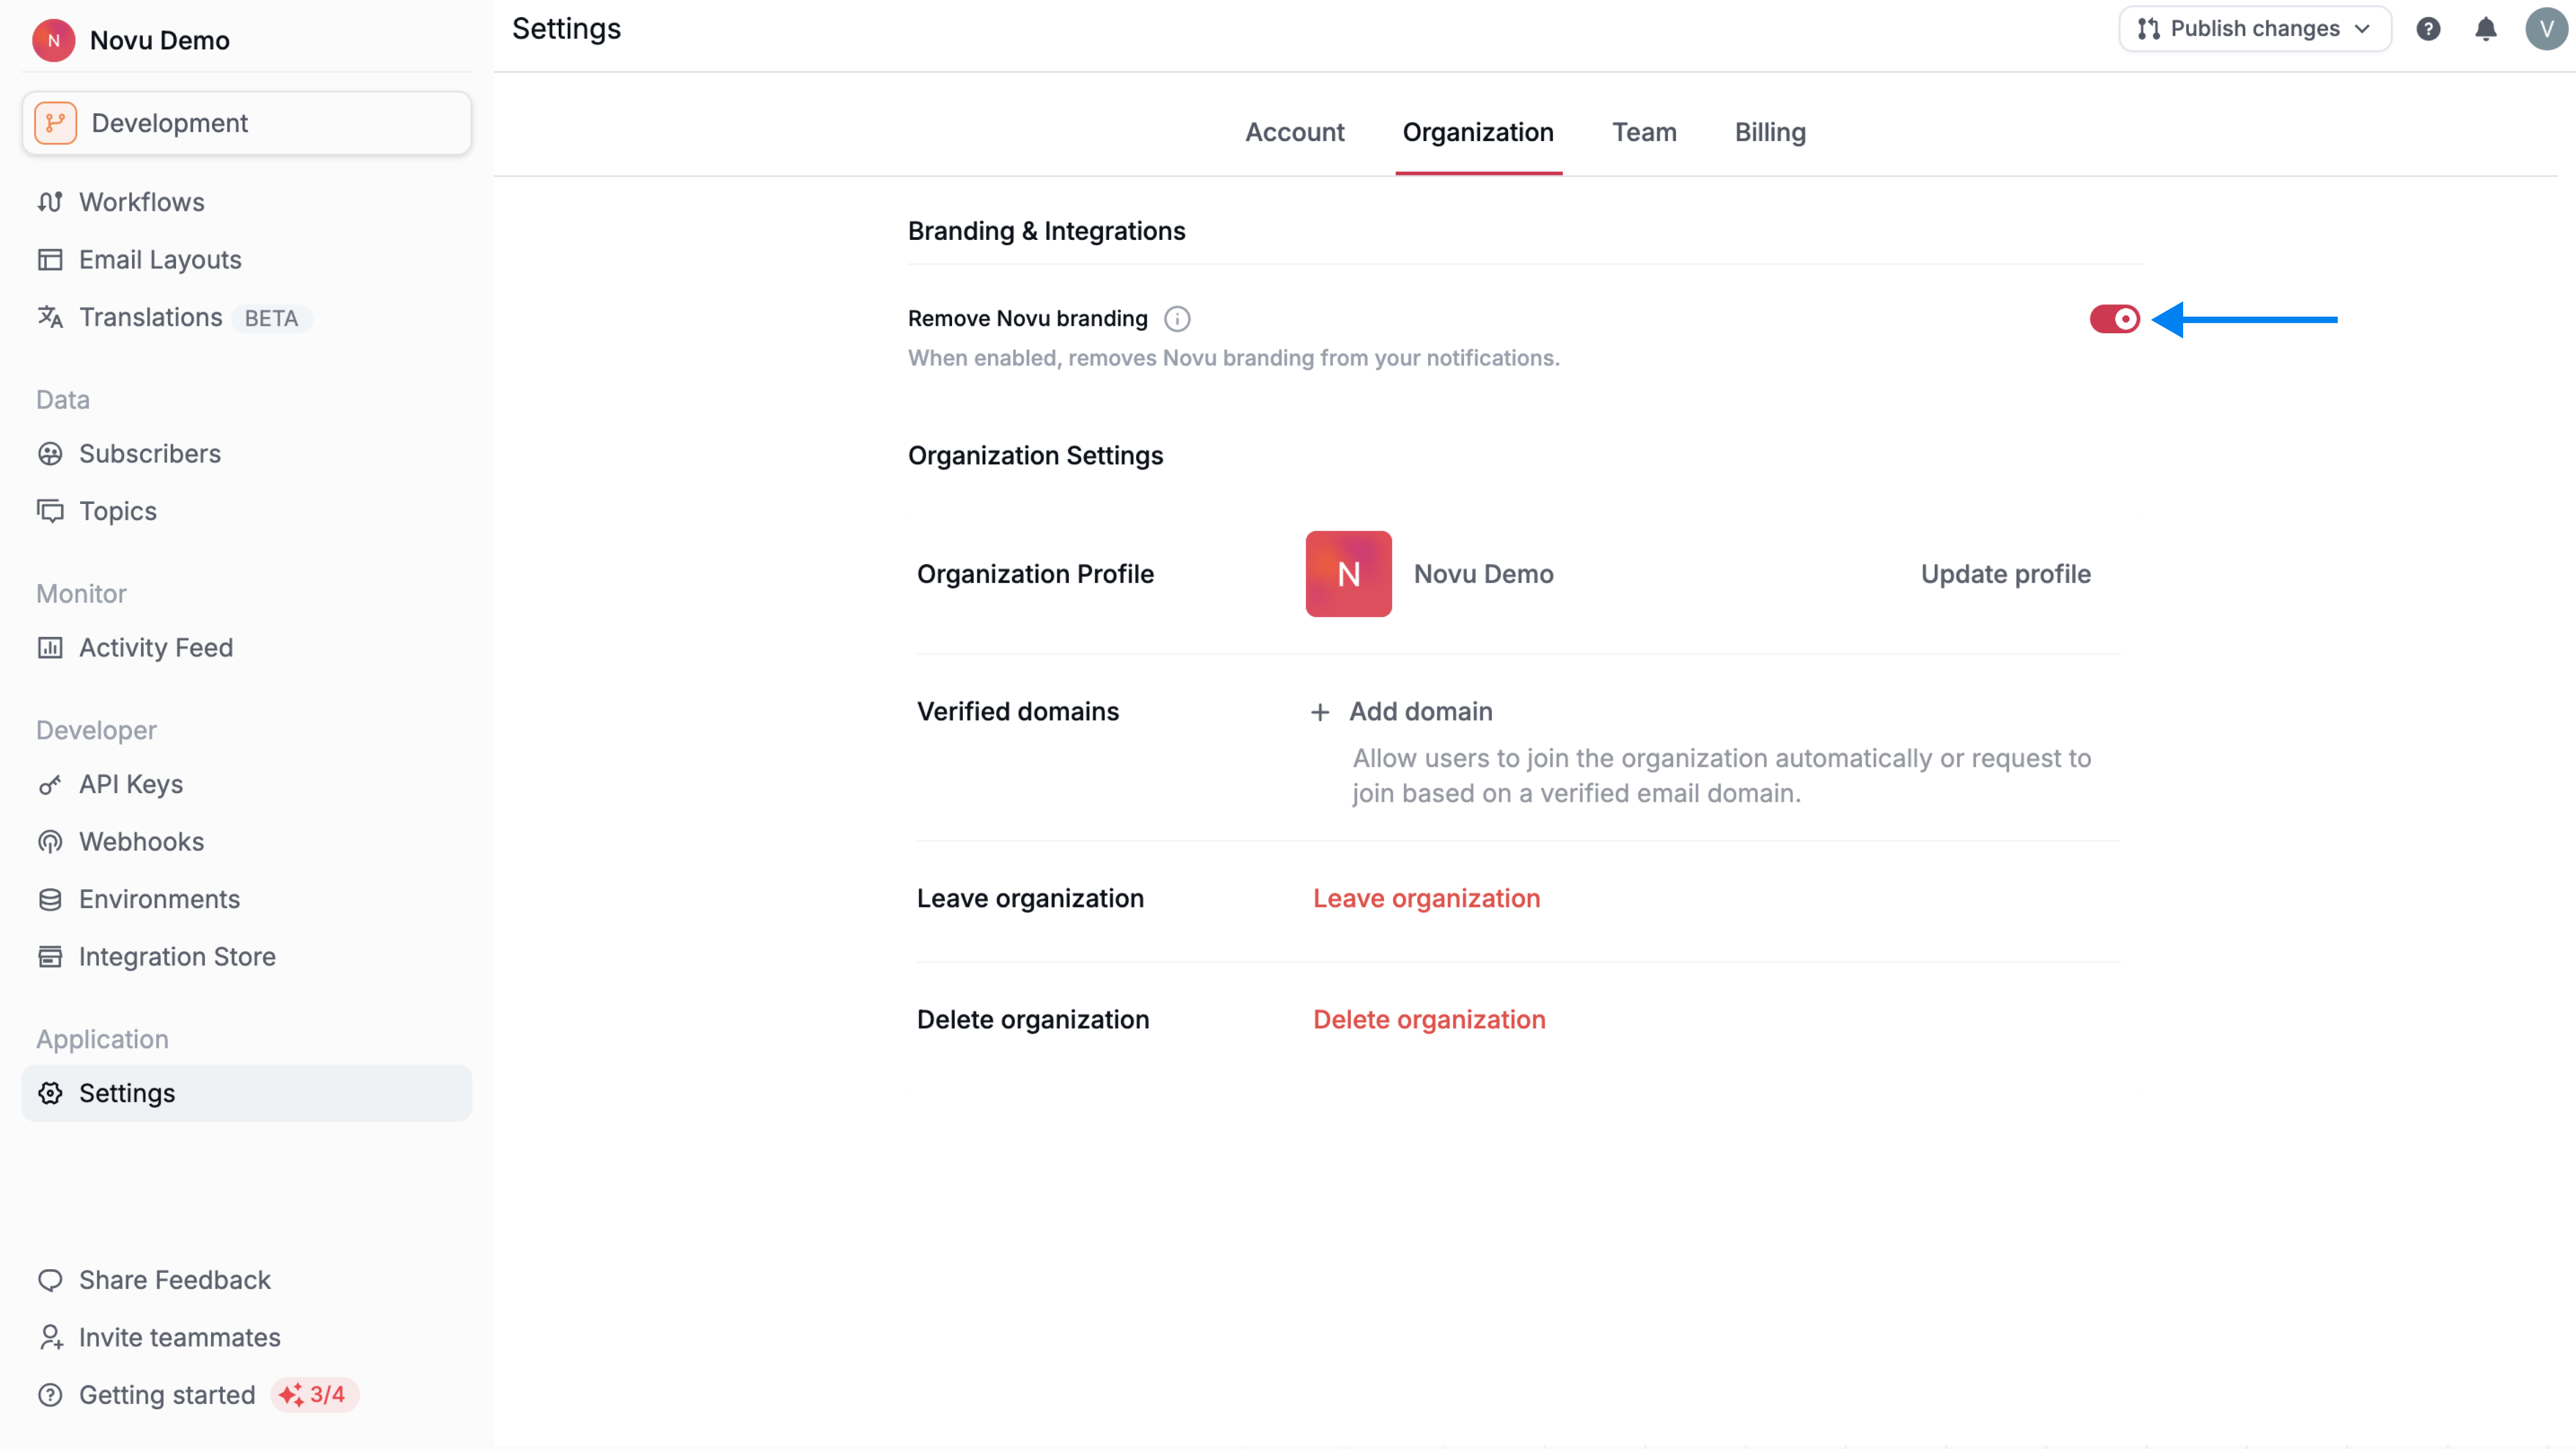 N Novu Demo
Development
Workflows
Email Layouts
Translations BETA
Data
Subscribers
Topics
Monitor
Activity Feed
Developer
API Keys
Webhooks
Environments
Integration Store
Application
Settings
Share Feedback
Invite teammates
Getting started 3/4
Settings
Publish changes
V
Account Organization Team Billing
Branding & Integrations
Remove Novu branding
When enabled, removes Novu branding from your notifications.
Organization Settings
Organization Profile N Novu Demo Update profile
Verified domains + Add domain
Allow users to join the organization automatically or request to
join based on a verified email domain.
Leave organization Leave organization
Delete organization Delete organization